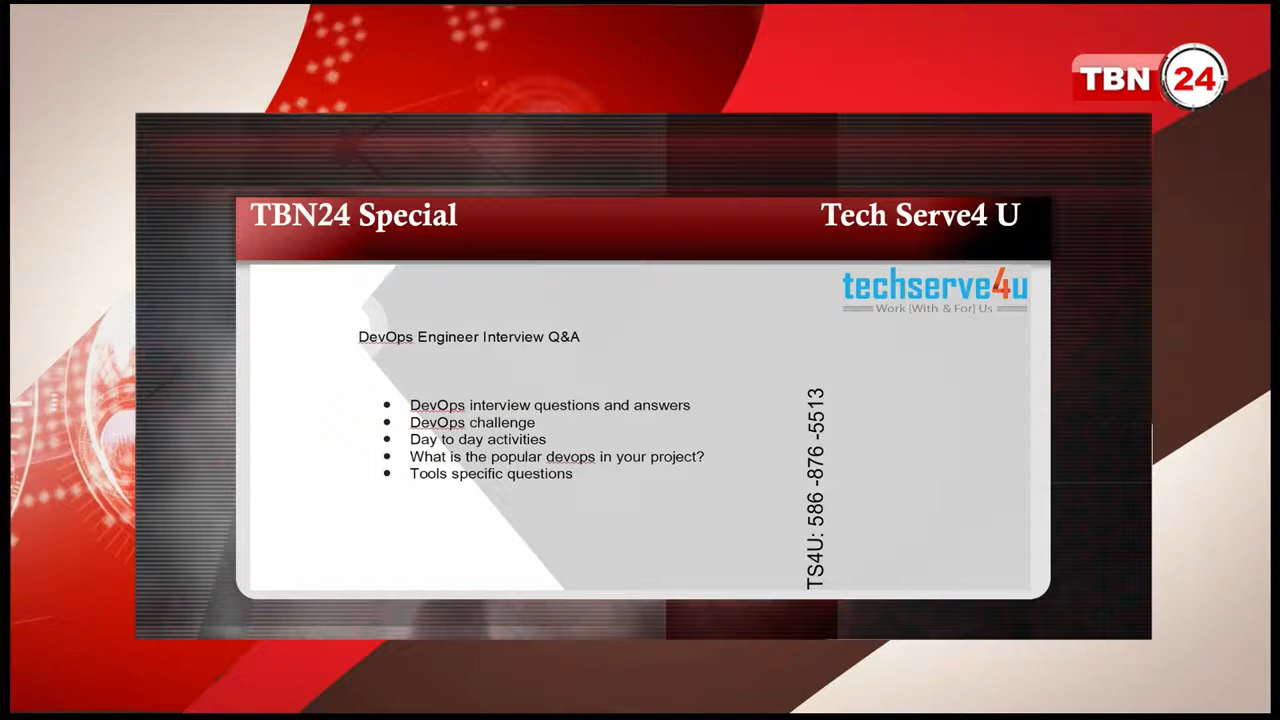 TBN 24
TBN24 Special
Tech Serve4 U
techserve4u
Work [With & For] Us
DevOps Engineer Interview Q&A
DevOps interview questions and answers
DevOps challenge
Day to day activities
What is the popular devops in your project?
Tools specific questions
TS4U: 586 -876 -5513